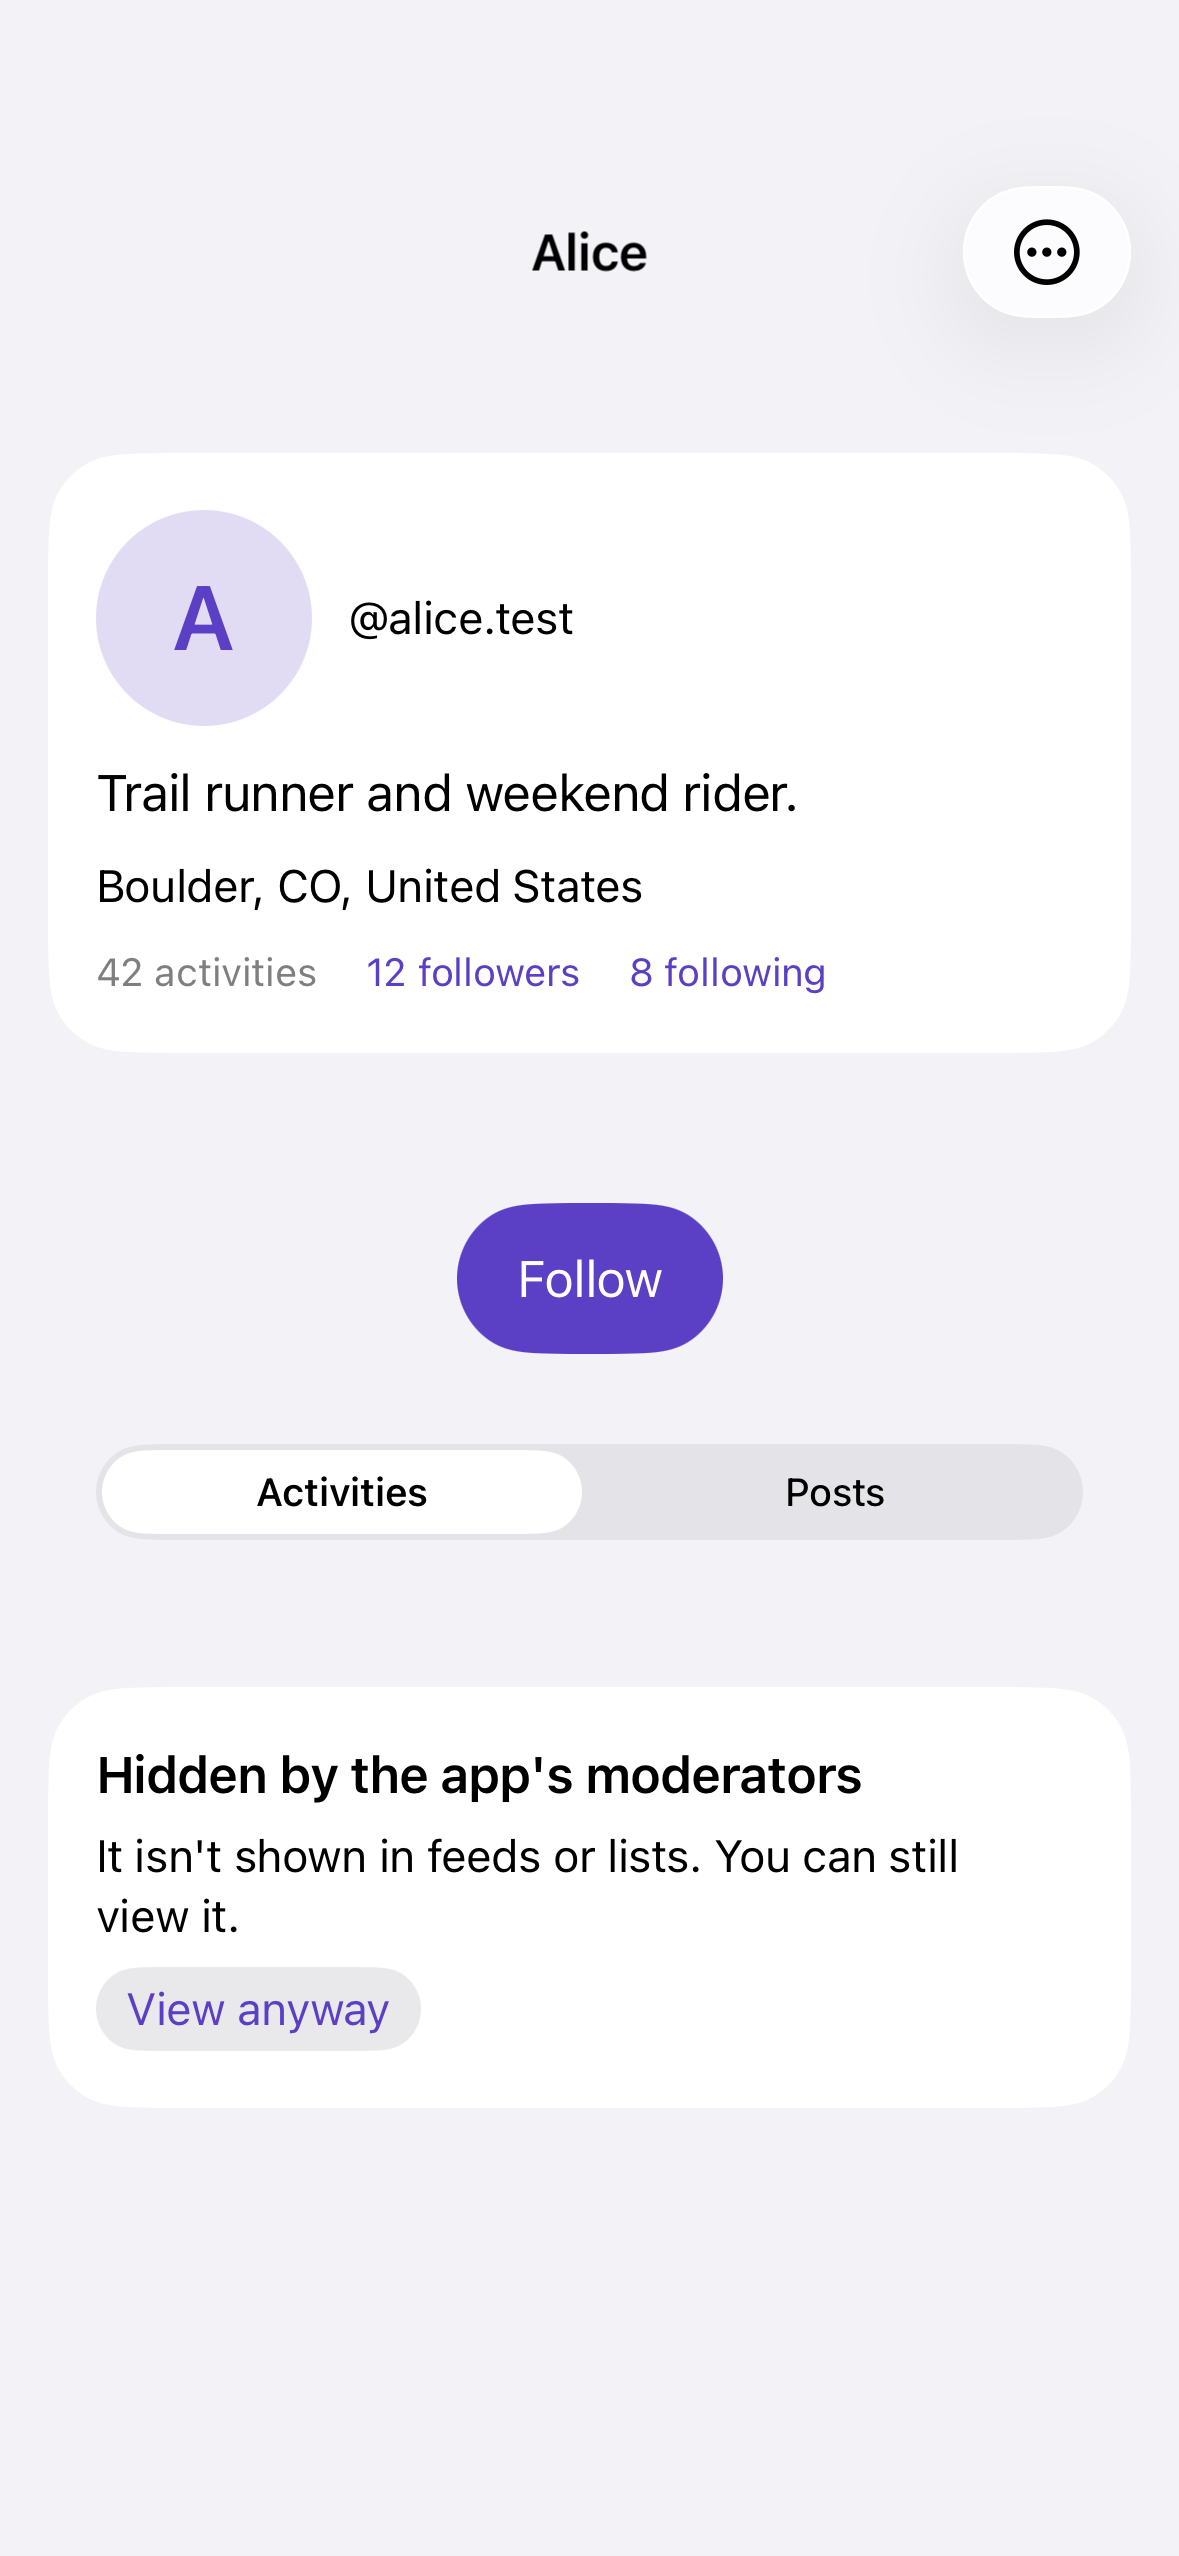 Alice
A
@alice.test
Trail runner and weekend rider.
Boulder, CO, United States
42 activities 12 followers 8 following
Follow
Activities Posts
Hidden by the app's moderators
It isn't shown in feeds or lists. You can still
view it.
View anyway